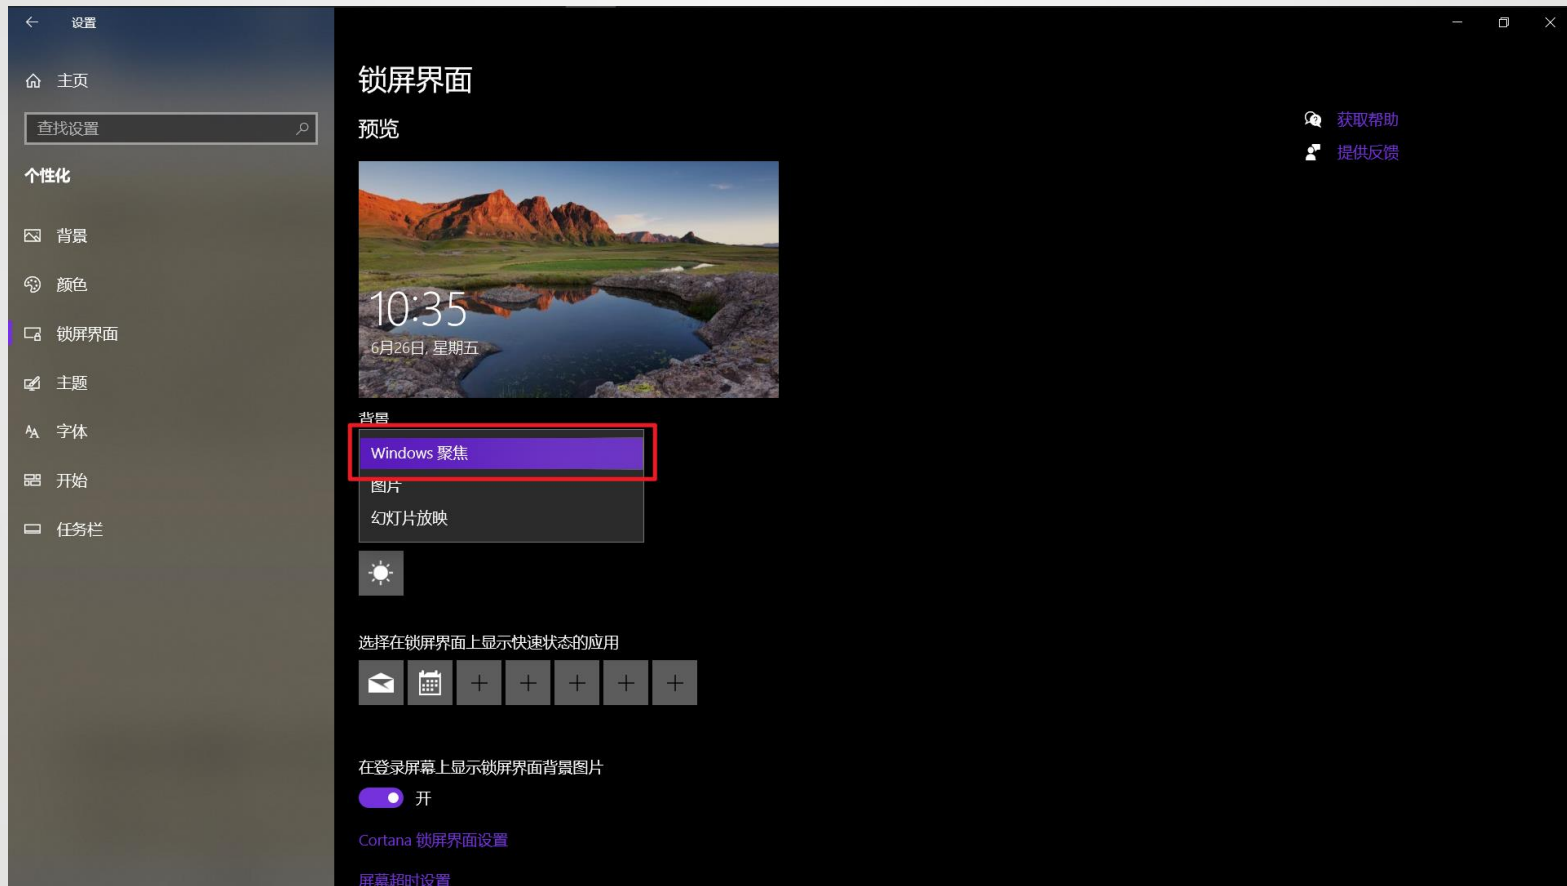 设置
主页
查找设置
个性化
背景
颜色
锁屏界面
主题
字体
开始
任务栏
锁屏界面
预览
10:35
6月26日, 星期五
背景
Windows 聚焦
图片
幻灯片放映
选择在锁屏界面上显示快速状态的应用
在登录屏幕上显示锁屏界面背景图片
开
Cortana 锁屏界面设置
屏幕超时设置
获取帮助
提供反馈